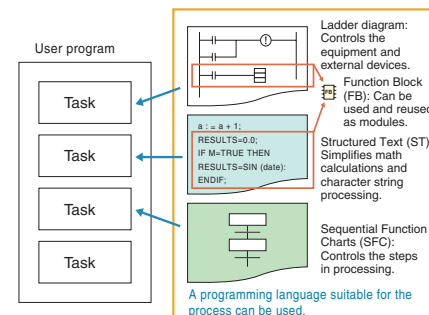 User program
Task
Task
Task
Task
Ladder diagram:
Controls the
equipment and
external devices.
FB
Function Block
(FB): Can be
used and reused
as modules.
a : = a + 1;
RESULTS=0.0;
IF M=TRUE THEN
RESULTS=SIN (date):
ENDIF;
Structured Text (ST)
Simplifies math
calculations and
character string
processing.
Sequential Function
Charts (SFC):
Controls the steps
in processing.
A programming language suitable for the
process can be used.